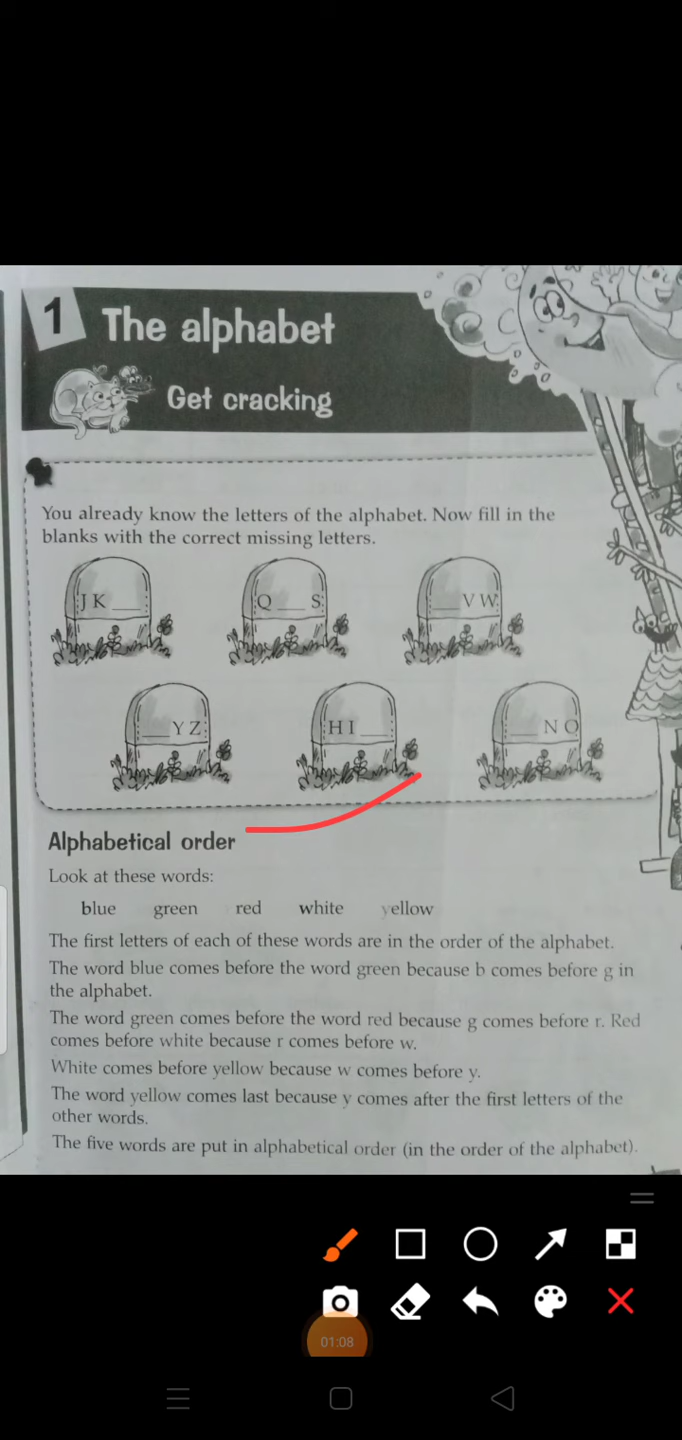 1 The alphabet
Get cracking
You already know the letters of the alphabet. Now fill in the
blanks with the correct missing letters.
J K __ Q __ S __ V W
__ Y Z H I __ __ N O
Alphabetical order
Look at these words:
blue green red white yellow
The first letters of each of these words are in the order of the alphabet.
The word blue comes before the word green because b comes before g in
the alphabet.
The word green comes before the word red because g comes before r. Red
comes before white because r comes before w.
White comes before yellow because w comes before y.
The word yellow comes last because y comes after the first letters of the
other words.
The five words are put in alphabetical order (in the order of the alphabet).
01:08